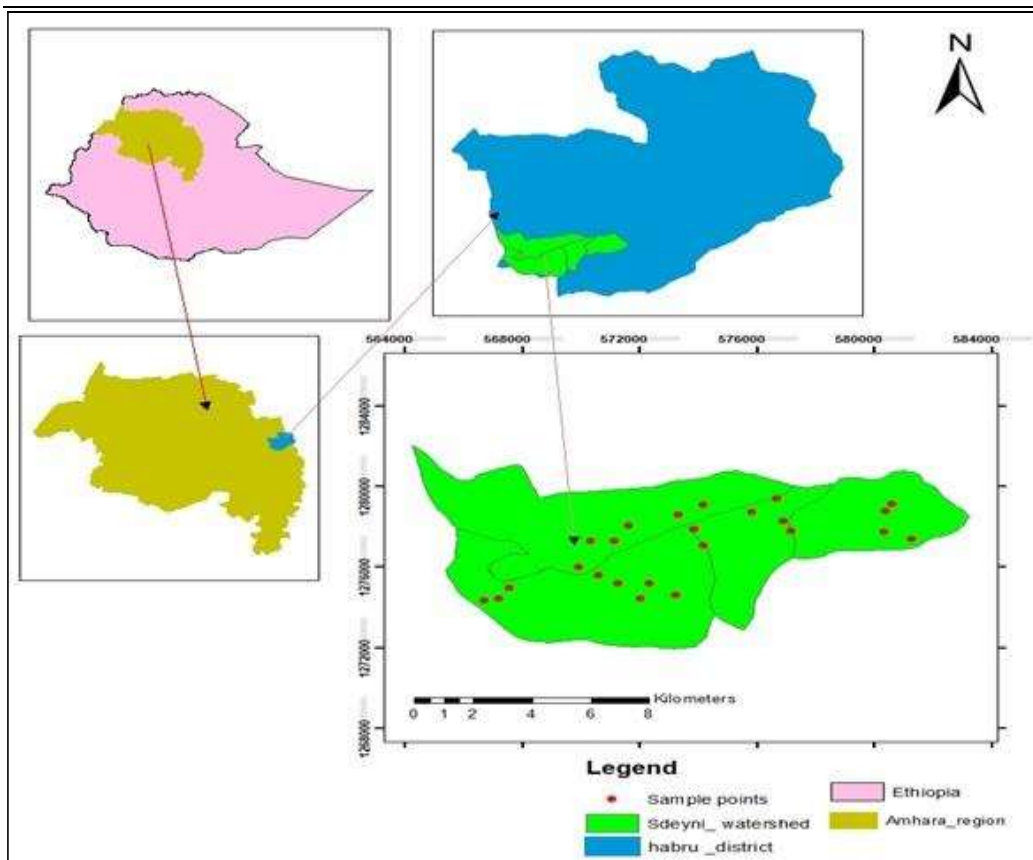 N
564000 568000 572000 576000 580000 584000
1284000
1280000
1276000
1272000
1268000
Kilometers
0 1 2 4 6 8
Legend
Sample points
Sdeyni_ watershed
habru _district
Ethiopia
Amhara_region